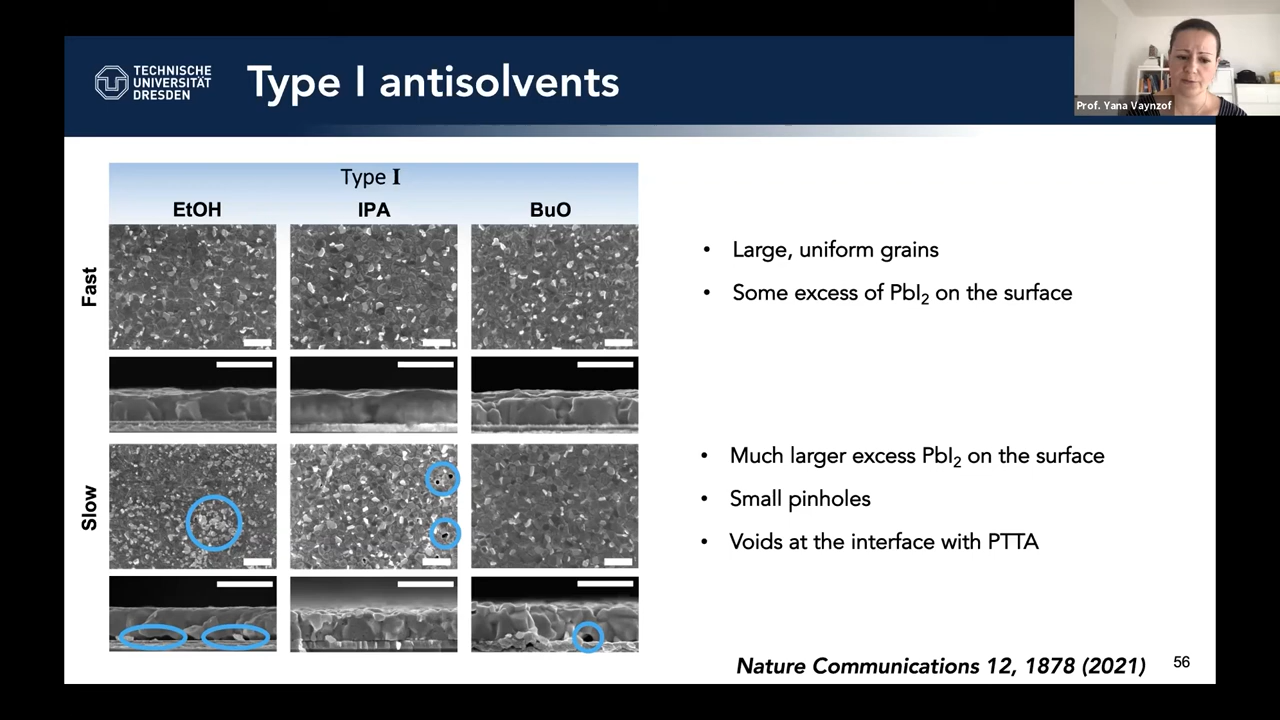 TECHNISCHE
UNIVERSITÄT
DRESDEN
Type I antisolvents
Prof. Yana Vaynzof
Type I
EtOH IPA BuO
Fast
• Large, uniform grains
• Some excess of PbI2 on the surface
Slow
• Much larger excess PbI2 on the surface
• Small pinholes
• Voids at the interface with PTTA
Nature Communications 12, 1878 (2021)
56